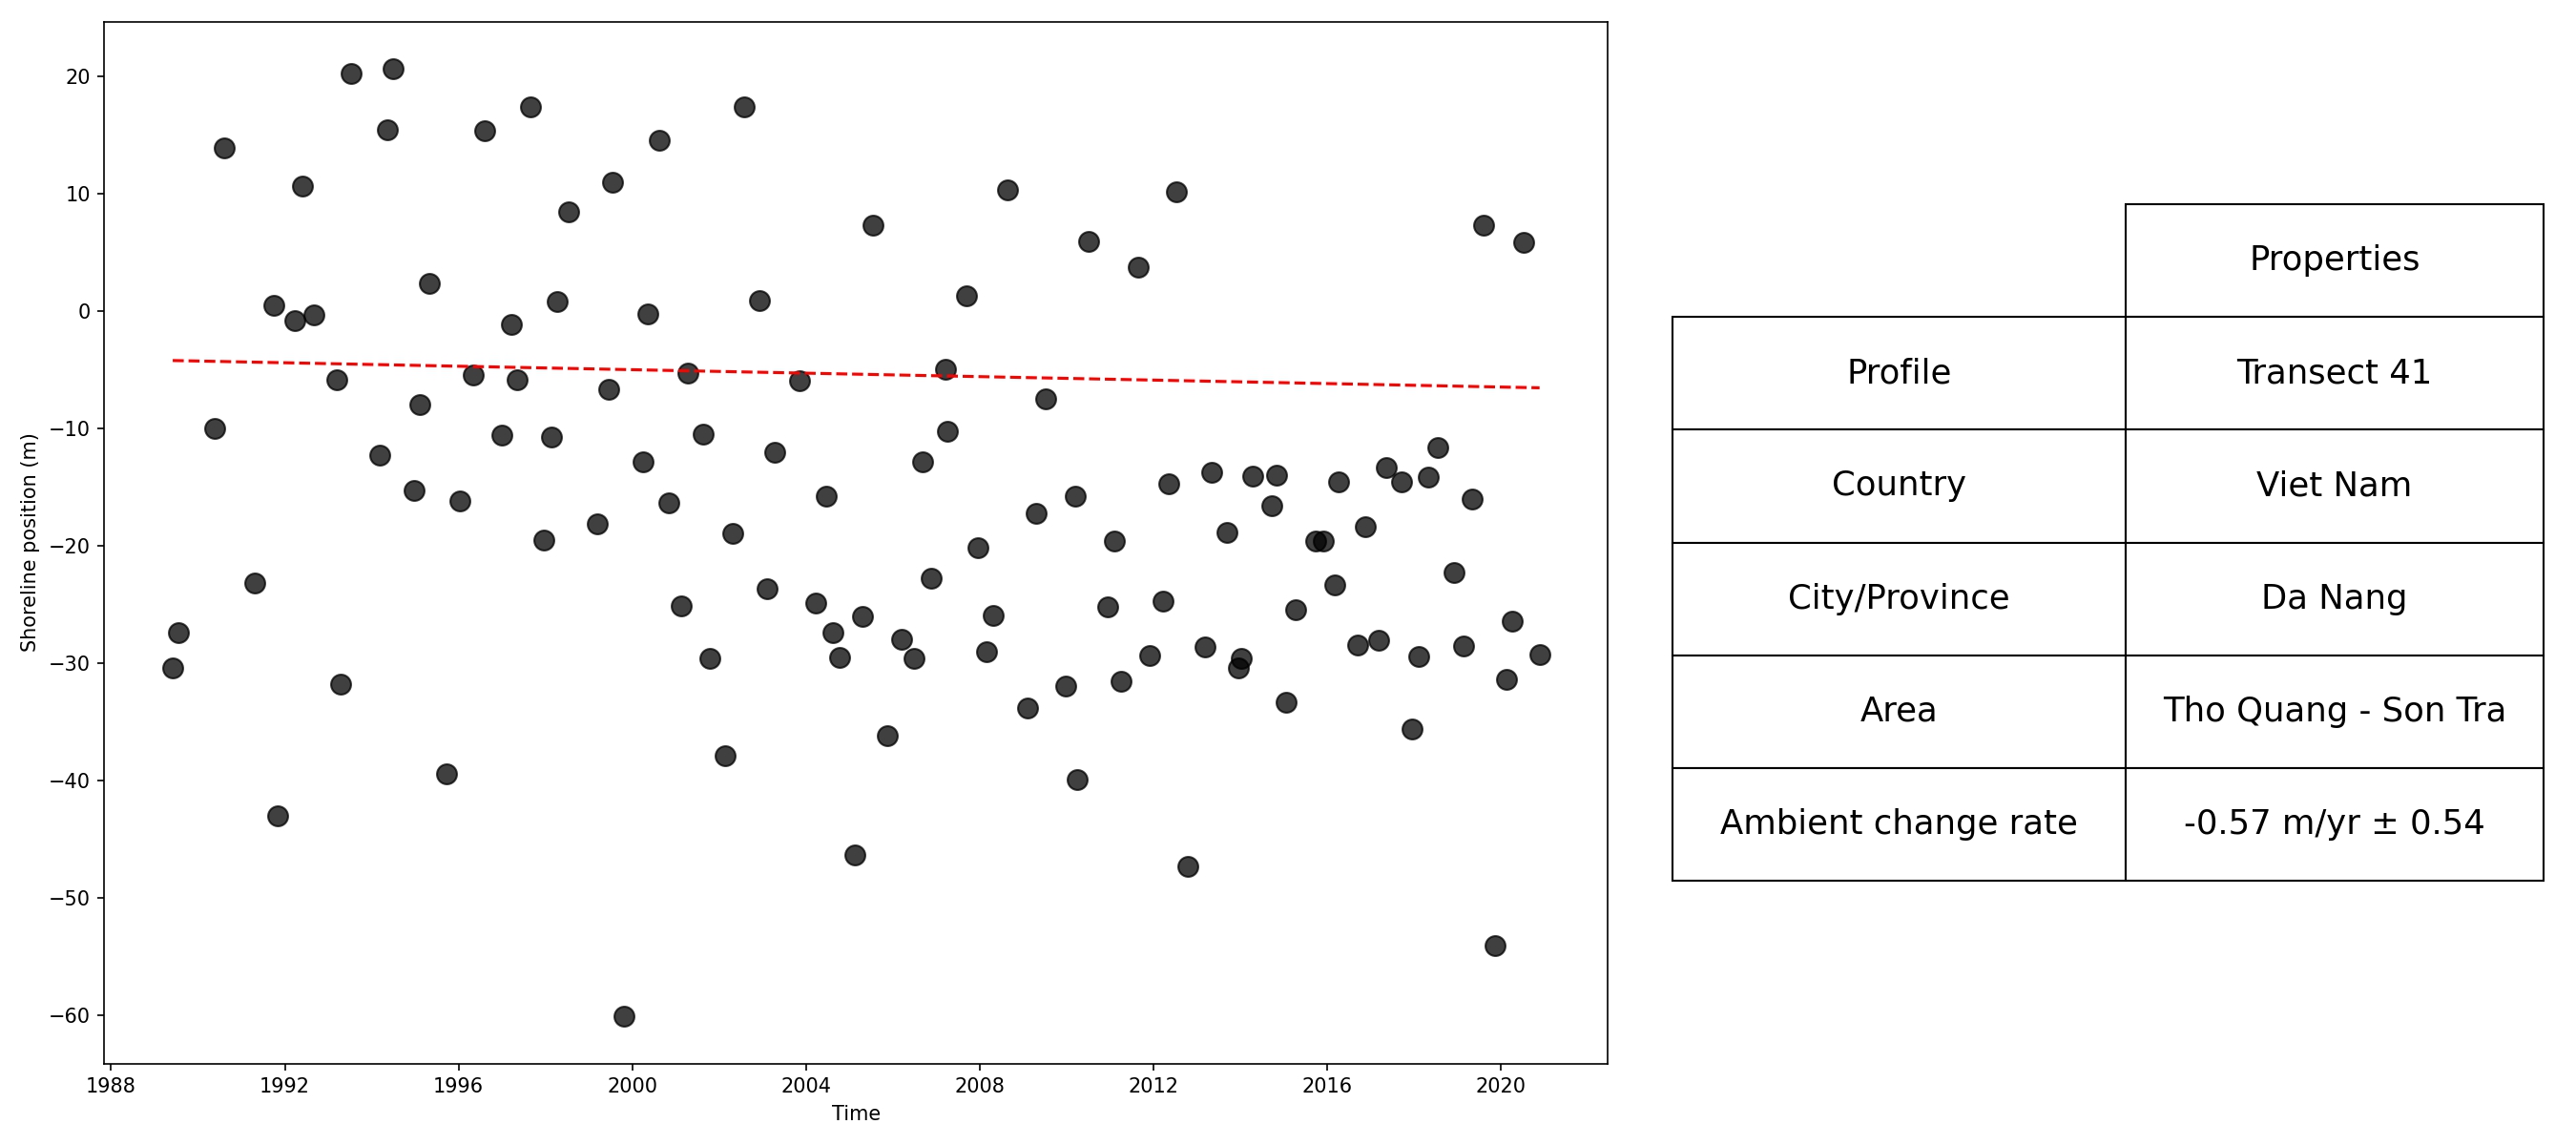 20
10
0
−10
−20
−30
−40
−50
−60
Shoreline position (m)
1988 1992 1996 2000 2004 2008 2012 2016 2020
Time
Properties
Profile Transect 41
Country Viet Nam
City/Province Da Nang
Area Tho Quang - Son Tra
Ambient change rate -0.57 m/yr ± 0.54